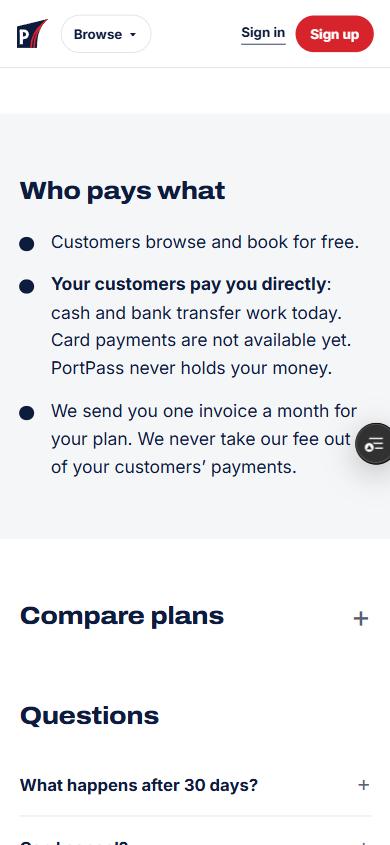 P
Browse
Sign in
Sign up
Who pays what
Customers browse and book for free.
Your customers pay you directly:
cash and bank transfer work today.
Card payments are not available yet.
PortPass never holds your money.
We send you one invoice a month for
your plan. We never take our fee out
of your customers’ payments.
Compare plans
+
Questions
What happens after 30 days?
+